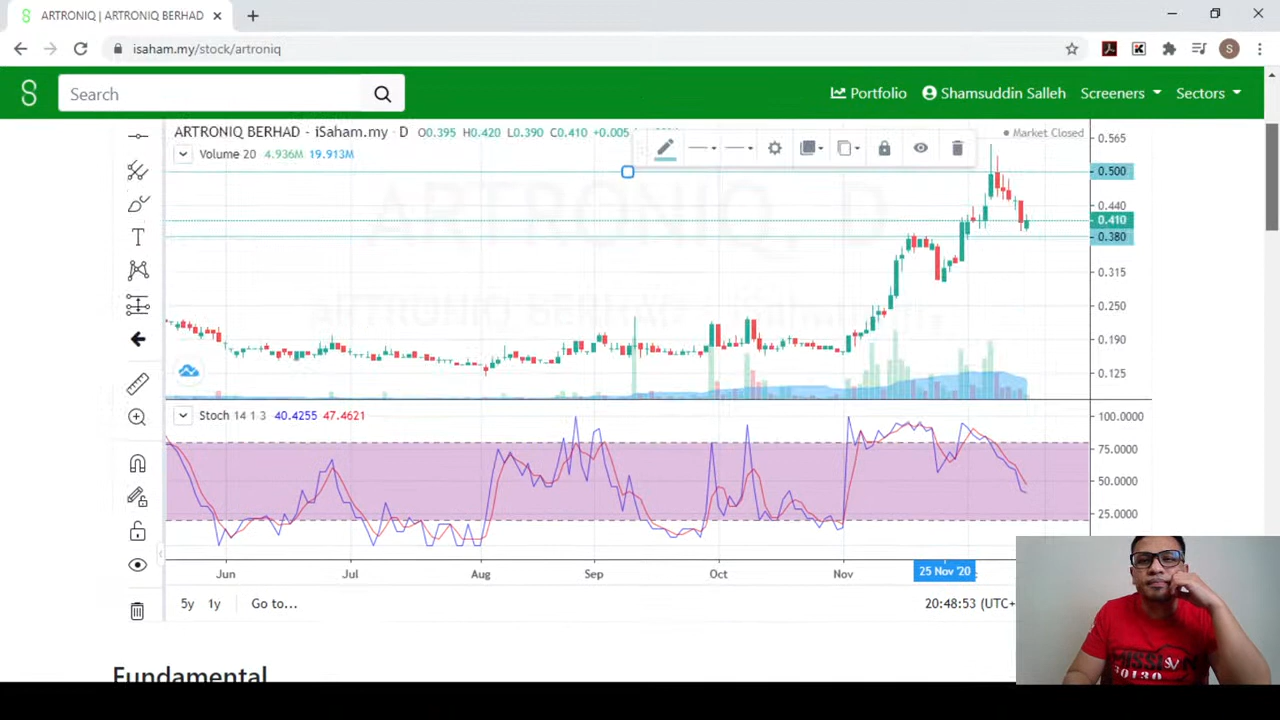 ARTRONIQ | ARTRONIQ BERHAD
isaham.my/stock/artroniq
S
Search
Portfolio
Shamsuddin Salleh
Screeners
Sectors
ARTRONIQ BERHAD - iSaham.my - D O0.395 H0.420 L0.390 C0.410 +0.005
Market Closed
Volume 20 4.936M 19.913M
ARTRONIQ, D
0.565
0.500
0.440
0.410
0.380
0.315
0.250
0.190
0.125
Stoch 14 1 3 40.4255 47.4621
100.0000
75.0000
50.0000
25.0000
Jun Jul Aug Sep Oct Nov 25 Nov '20
5y 1y Go to...
20:48:53 (UTC+
Fundamental